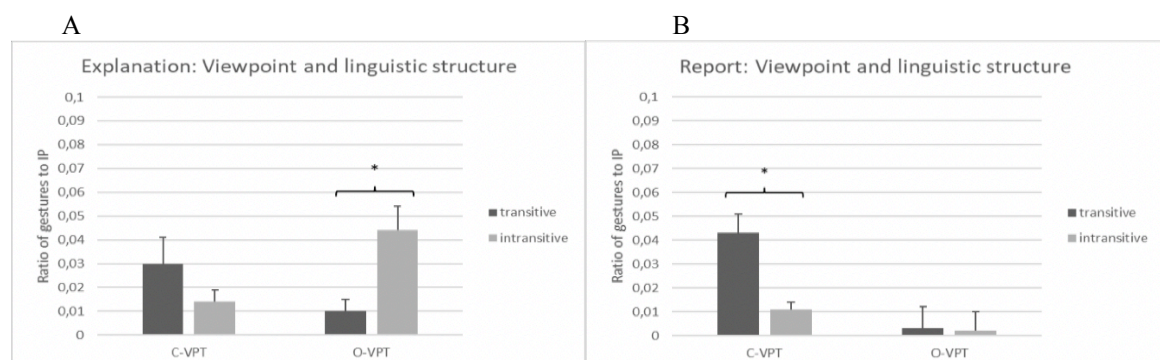 A
Explanation: Viewpoint and linguistic structure
Ratio of gestures to IP
0,1
0,09
0,08
0,07
0,06
0,05
0,04
0,03
0,02
0,01
0
*
C-VPT
O-VPT
transitive
intransitive
B
Report: Viewpoint and linguistic structure
Ratio of gestures to IP
0,1
0,09
0,08
0,07
0,06
0,05
0,04
0,03
0,02
0,01
0
*
C-VPT
O-VPT
transitive
intransitive